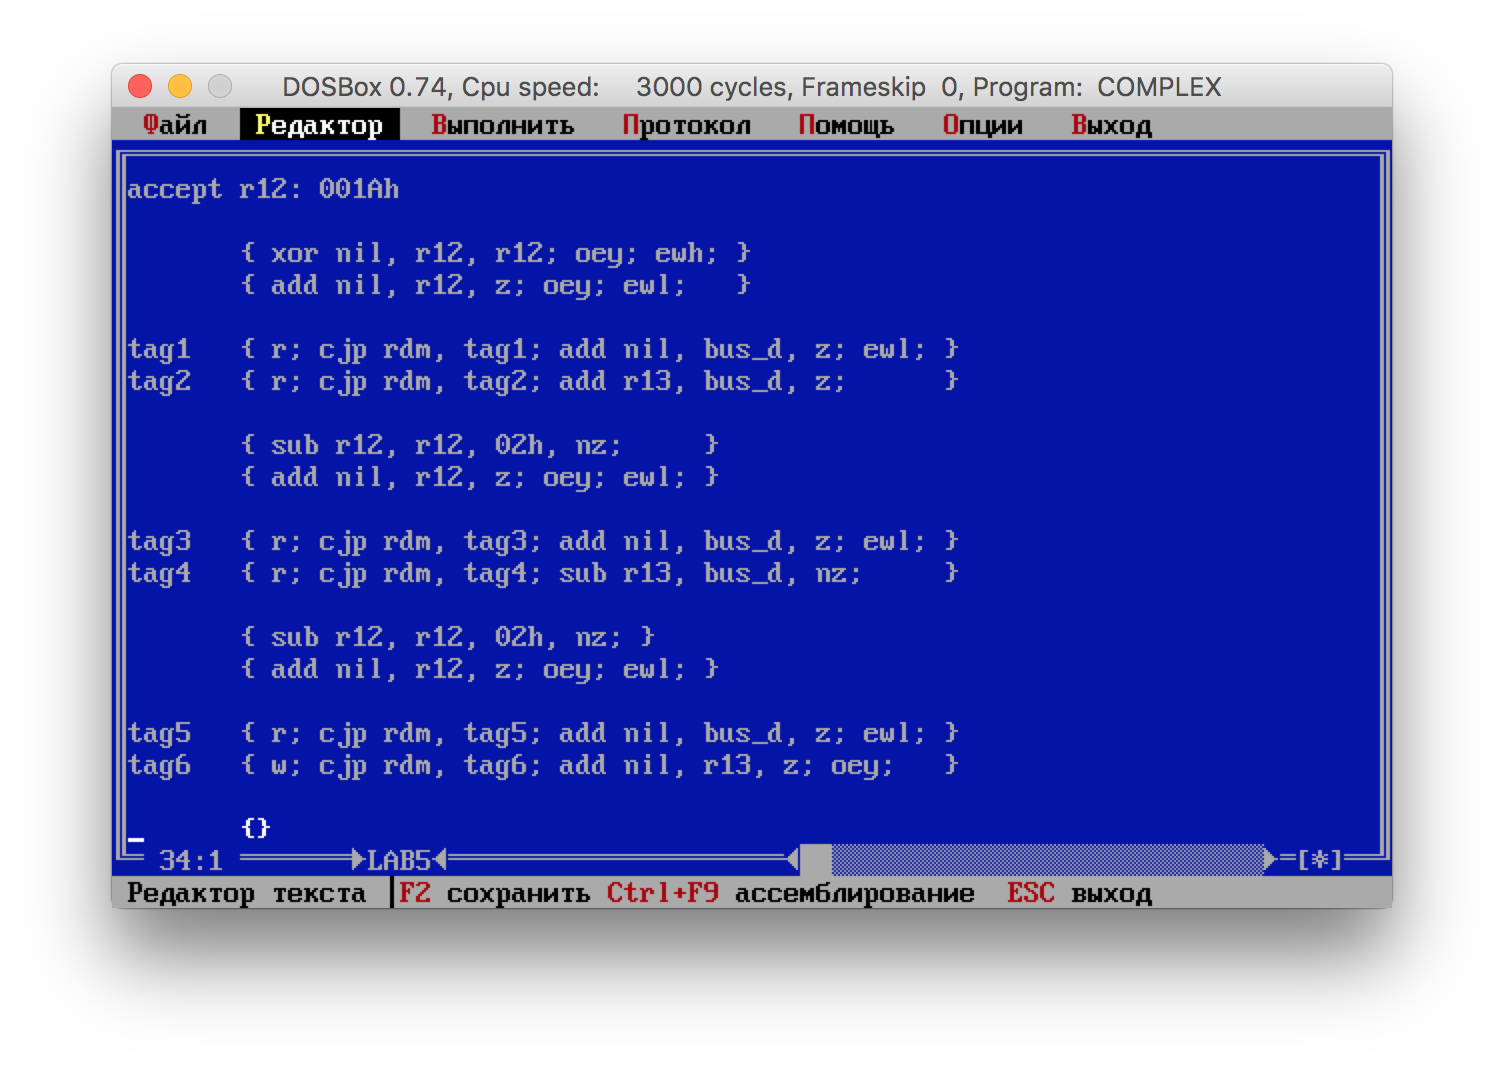 DOSBox 0.74, Cpu speed: 3000 cycles, Frameskip 0, Program: COMPLEX
Файл Редактор Выполнить Протокол Помощь Опции Выход
accept r12: 001Ah
{ xor nil, r12, r12; oey; ewh; }
{ add nil, r12, z; oey; ewl; }
tag1 { r; cjp rdm, tag1; add nil, bus_d, z; ewl; }
tag2 { r; cjp rdm, tag2; add r13, bus_d, z; }
{ sub r12, r12, 02h, nz; }
{ add nil, r12, z; oey; ewl; }
tag3 { r; cjp rdm, tag3; add nil, bus_d, z; ewl; }
tag4 { r; cjp rdm, tag4; sub r13, bus_d, nz; }
{ sub r12, r12, 02h, nz; }
{ add nil, r12, z; oey; ewl; }
tag5 { r; cjp rdm, tag5; add nil, bus_d, z; ewl; }
tag6 { w; cjp rdm, tag6; add nil, r13, z; oey; }
{}
34:1 LAB5 [*]
Редактор текста F2 сохранить Ctrl+F9 ассемблирование ESC выход